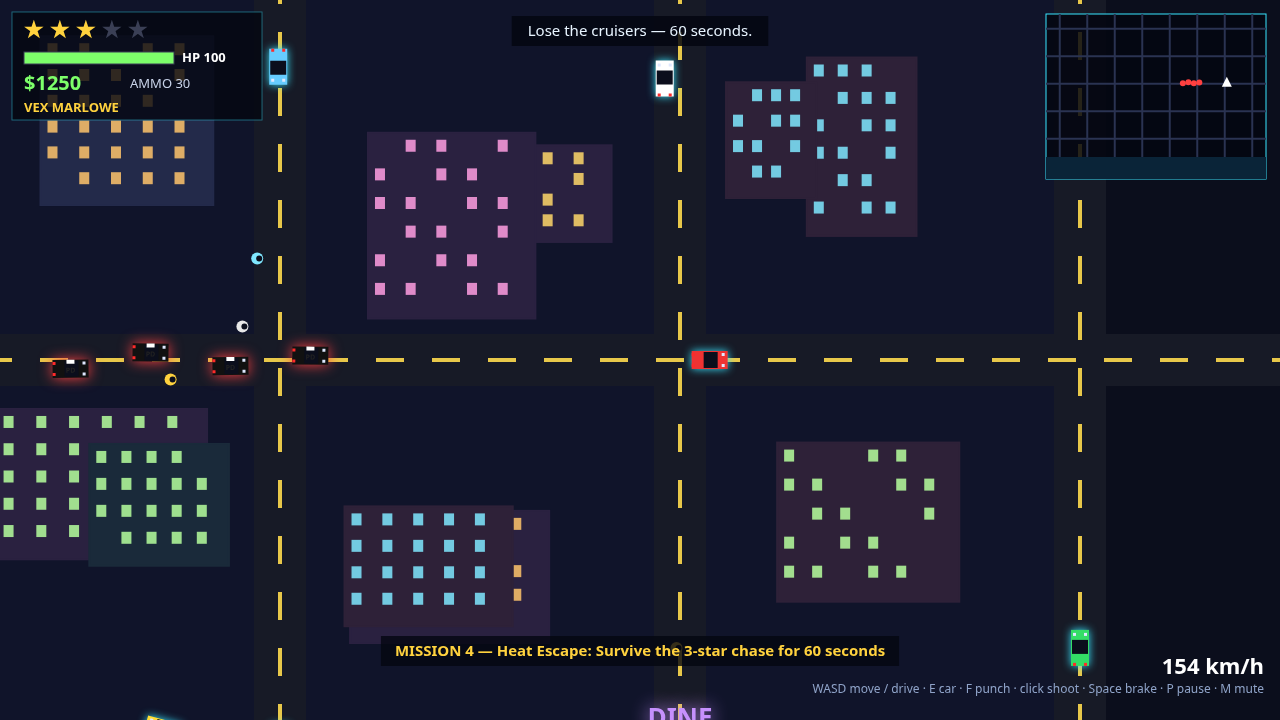 Lose the cruisers — 60 seconds.
HP 100
$1250
AMMO 30
VEX MARLOWE
MISSION 4 — Heat Escape: Survive the 3-star chase for 60 seconds
154 km/h
WASD move / drive · E car · F punch · click shoot · Space brake · P pause · M mute
DINE